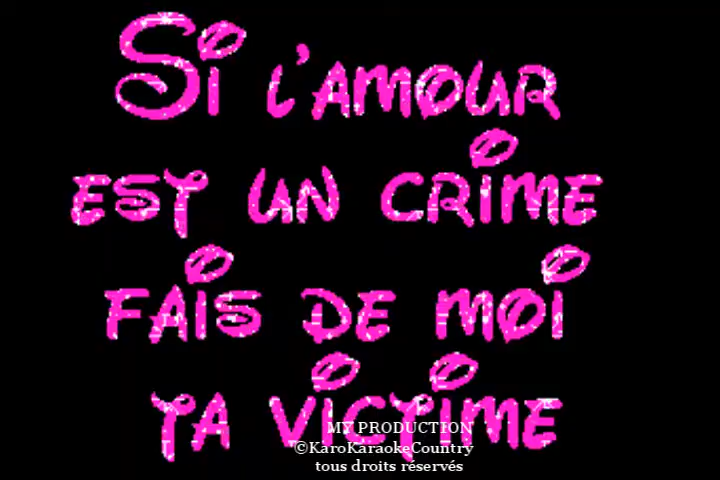 Si l'amour
est un crime
fais de moi
ta victime
MY PRODUCTION
©KaroKaraokeCountry
tous droits réservés